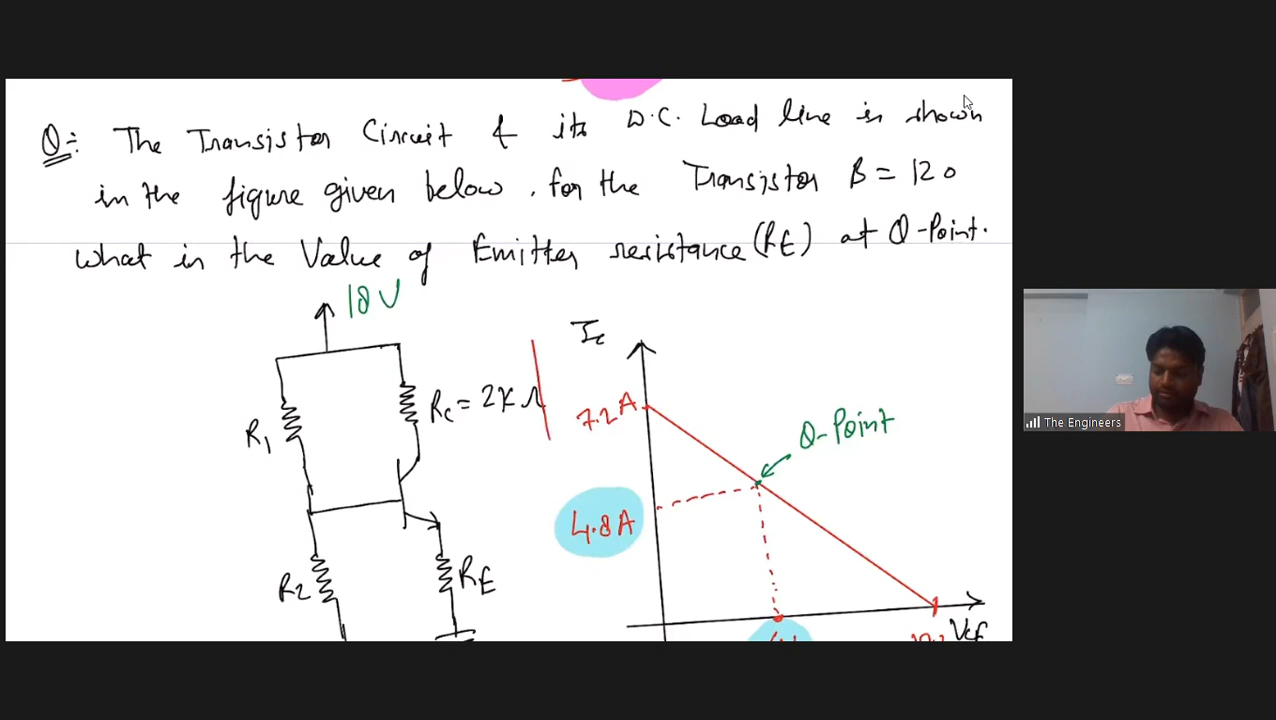 Q:- The Transistor Circuit & its D.C. Load line is shown
in the figure given below. for the Transistor β = 120
what is the Value of Emitter resistance (RE) at Q-Point.
18V
Ic
RC = 2KΩ
7.2A
Q-Point
R1
4.8A
R2
RE
VCE
The Engineers